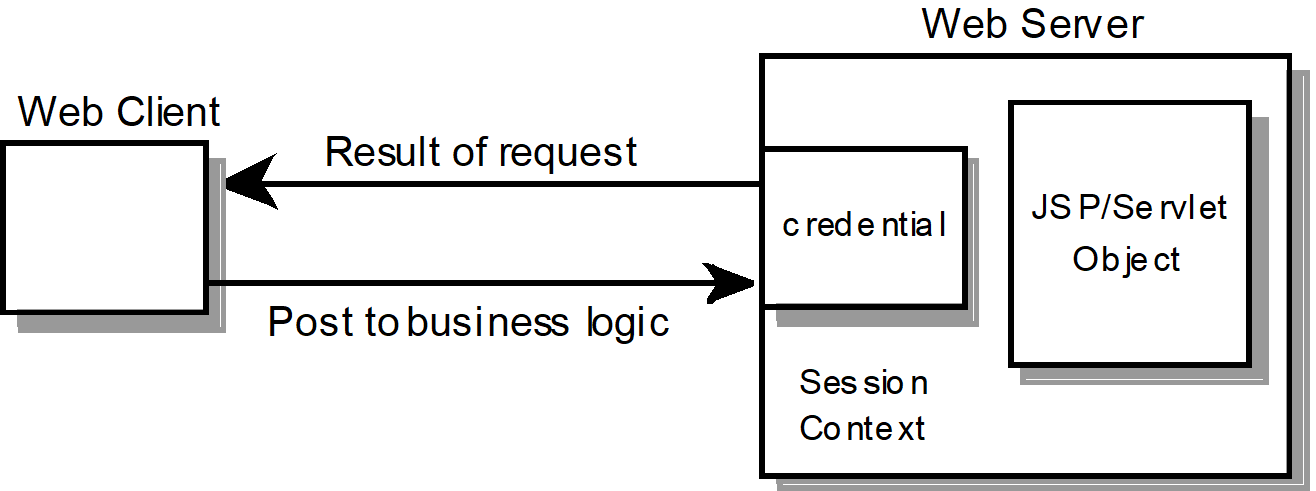 Web Server
Web Client
Result of request
credential
JSP/Servlet
Object
Post to business logic
Session
Context